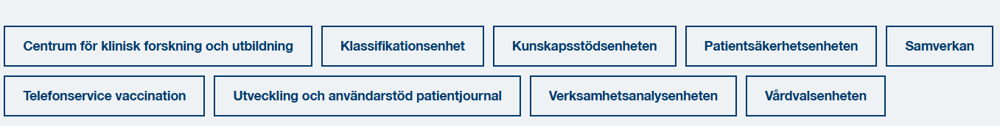 Centrum för klinisk forskning och utbildning
Klassifikationsenhet
Kunskapsstödsenheten
Patientsäkerhetsenheten
Samverkan
Telefonservice vaccination
Utveckling och användarstöd patientjournal
Verksamhetsanalysenheten
Vårdvalsenheten